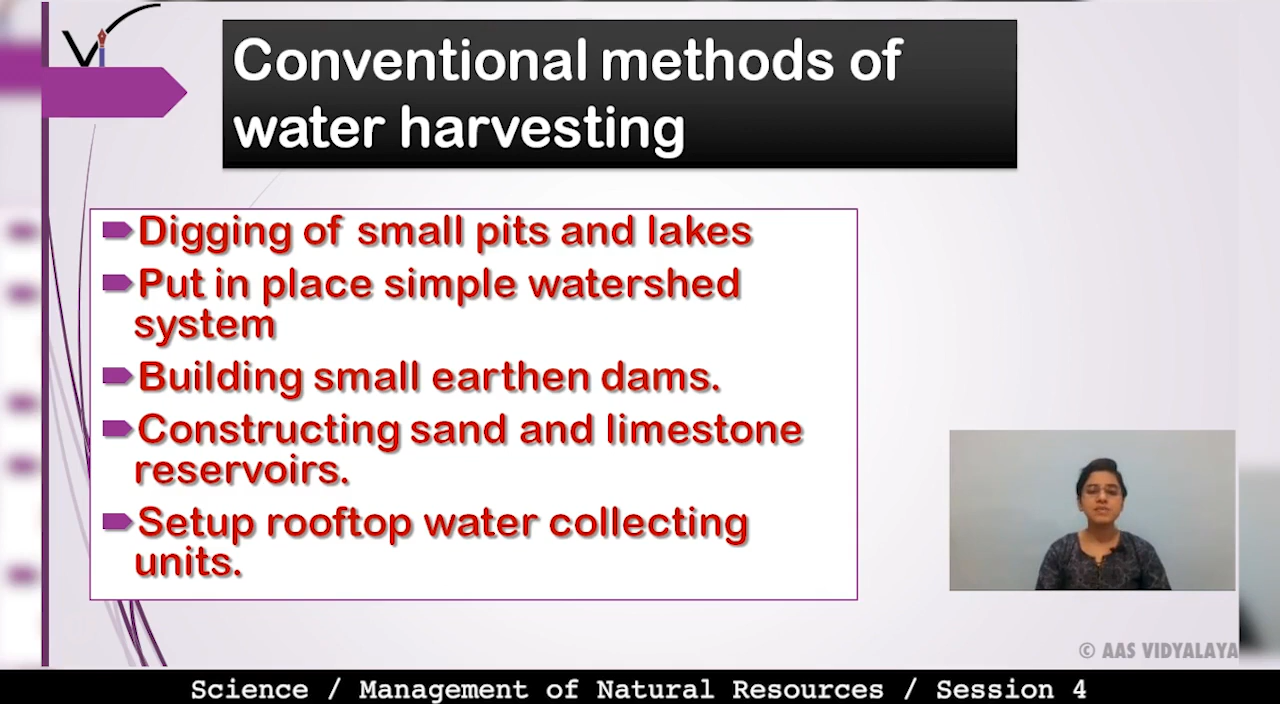 Vi
Conventional methods of
water harvesting
Digging of small pits and lakes
Put in place simple watershed
system
Building small earthen dams.
Constructing sand and limestone
reservoirs.
Setup rooftop water collecting
units.
© AAS VIDYALAYA
Science / Management of Natural Resources / Session 4